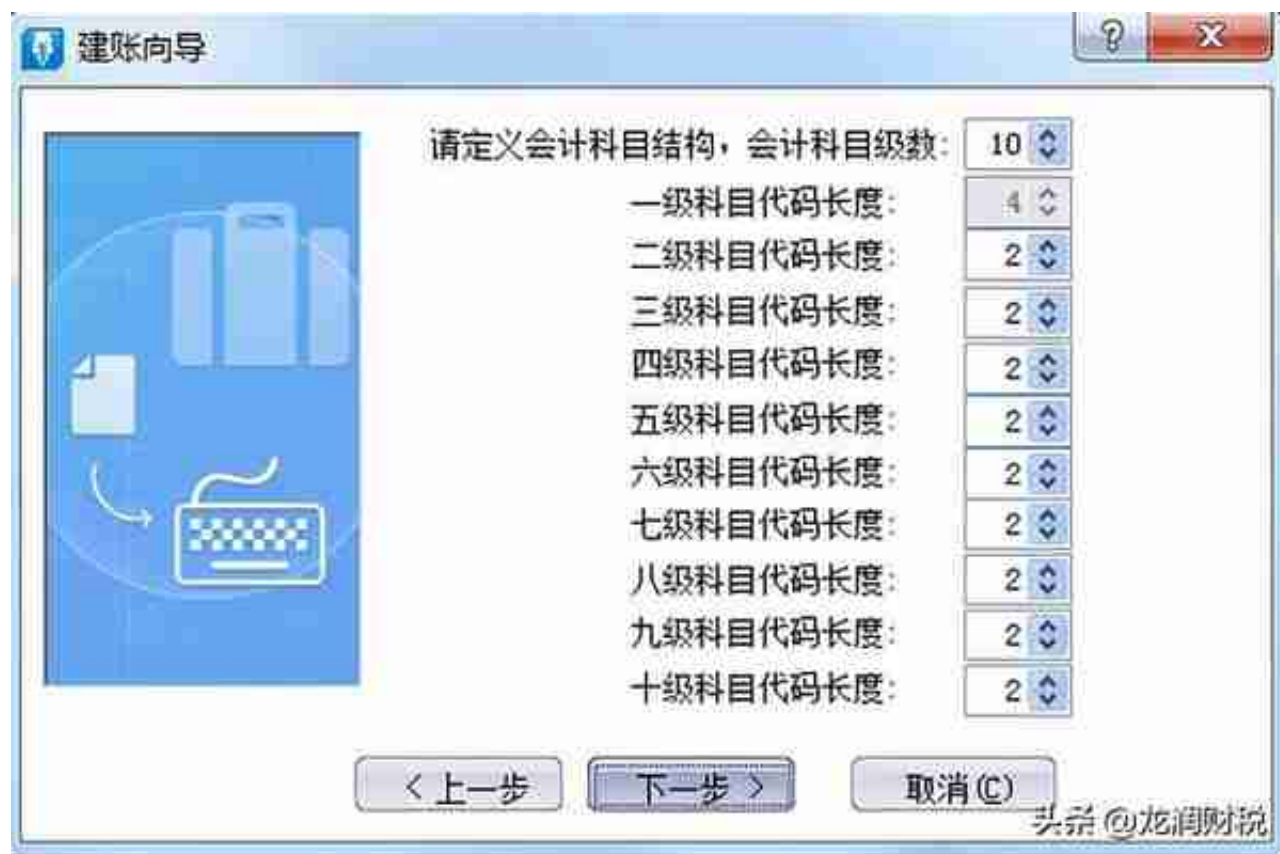 建账向导
请定义会计科目结构，会计科目级数： 10
一级科目代码长度： 4
二级科目代码长度： 2
三级科目代码长度： 2
四级科目代码长度： 2
五级科目代码长度： 2
六级科目代码长度： 2
七级科目代码长度： 2
八级科目代码长度： 2
九级科目代码长度： 2
十级科目代码长度： 2
<上一步 下一步> 取消(C)
头条 @龙润财税